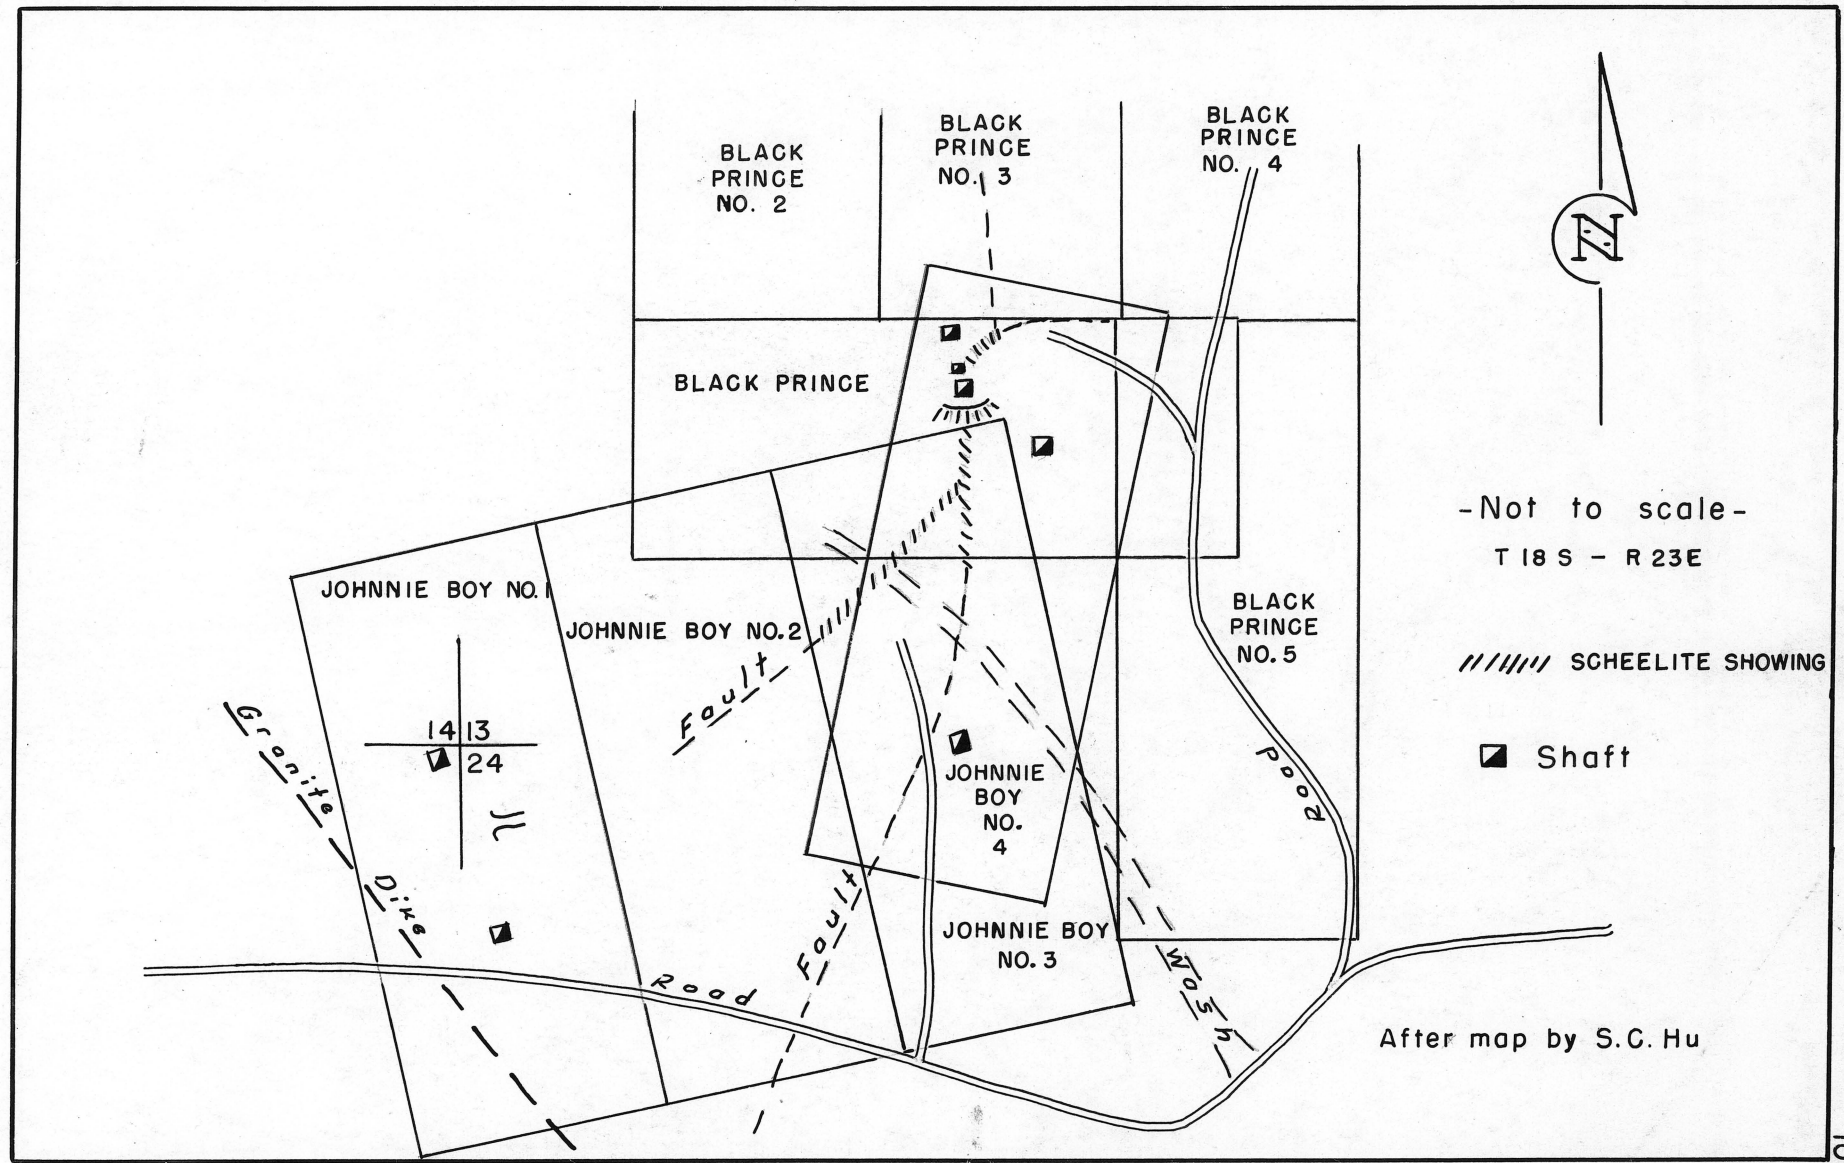 BLACK
PRINCE
NO. 2
BLACK
PRINCE
NO. 3
BLACK
PRINCE
NO. 4
N
BLACK PRINCE
-Not to scale-
T 18 S - R 23 E
JOHNNIE BOY NO. 1
JOHNNIE BOY NO. 2
BLACK
PRINCE
NO. 5
SCHEELITE SHOWING
Fault
Granite
Dike
14 13
24
Shaft
JOHNNIE
BOY
NO.
4
Road
Fault
JOHNNIE BOY
NO. 3
Wash
Road
After map by S.C. Hu